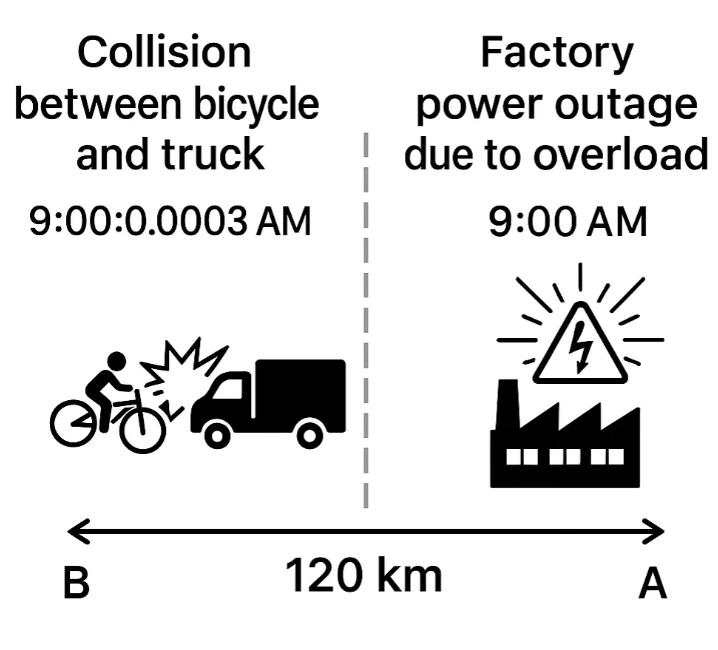 Collision
between bicycle
and truck
9:00:0.0003 AM
Factory
power outage
due to overload
9:00 AM
B
120 km
A